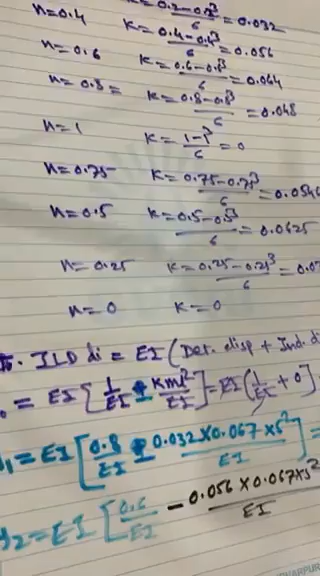 K = 0.2-0.2³/6 = 0.032
n=0.4 K = 0.4-0.4³/6 = 0.056
n=0.6 K = 0.6-0.6³/6 = 0.064
n=0.8 = K = 0.8-0.8³/6 = 0.048
n=1 K = 1-1³/6 = 0
n=0.75 K = 0.75-0.75³/6 = 0.0546
n=0.5 K = 0.5-0.5³/6 = 0.0625
n=0.25 K = 0.25-0.25³/6 = 0.0
n=0 K=0
ILD di = EI (Det. disp + Ind. di
= EI [1/EI ± Kml²/EI] = EI (1/EI + 0)
1 = EI [0.8/EI ± 0.032×0.067×5²/EI] =
y2 = EI [0.6/EI - 0.056×0.067×5²/EI